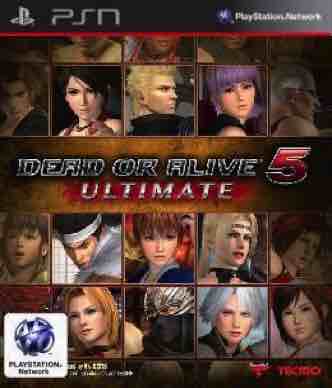 PSN
PlayStation®Network
DEAD OR ALIVE 5
ULTIMATE
PLAYSTATION®
Network
TECMO